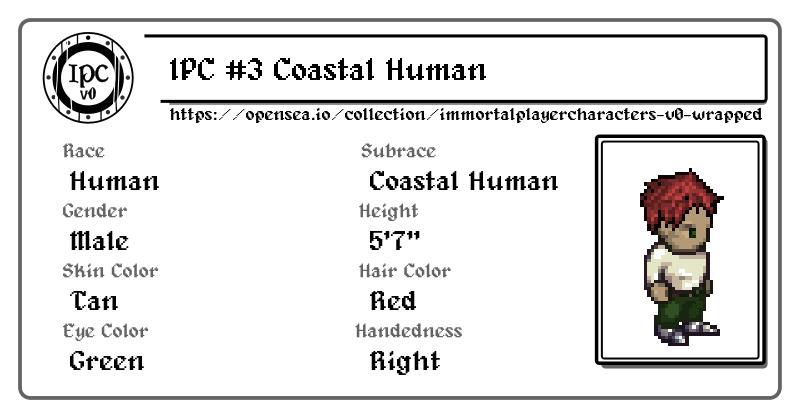 IPC
v0
IPC #3 Coastal Human
https://opensea.io/collection/immortalplayercharacters-v0-wrapped
Race
Subrace
Human
Coastal Human
Gender
Height
Male
5'7"
Skin Color
Hair Color
Tan
Red
Eye Color
Handedness
Green
Right